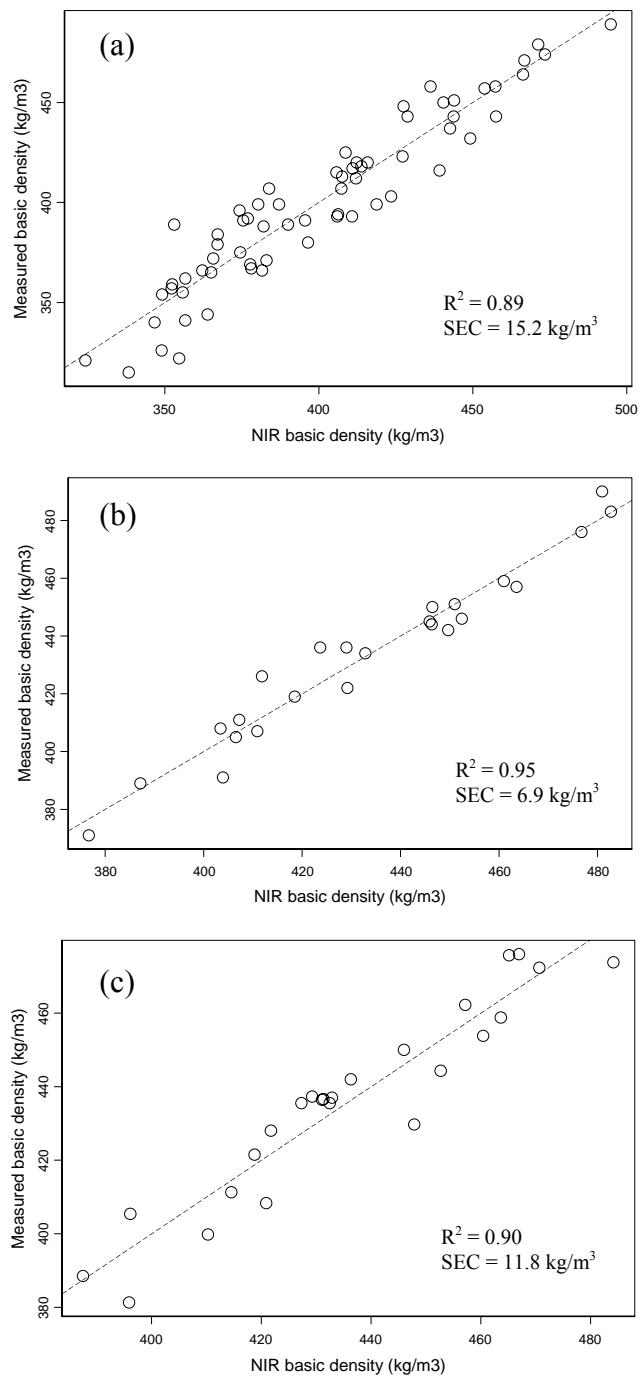 (a)
Measured basic density (kg/m3)
450
400
350
R² = 0.89
SEC = 15.2 kg/m³
350 400 450 500
NIR basic density (kg/m3)
(b)
Measured basic density (kg/m3)
480
460
440
420
400
380
R² = 0.95
SEC = 6.9 kg/m³
380 400 420 440 460 480
NIR basic density (kg/m3)
(c)
Measured basic density (kg/m3)
460
440
420
400
380
R² = 0.90
SEC = 11.8 kg/m³
400 420 440 460 480
NIR basic density (kg/m3)